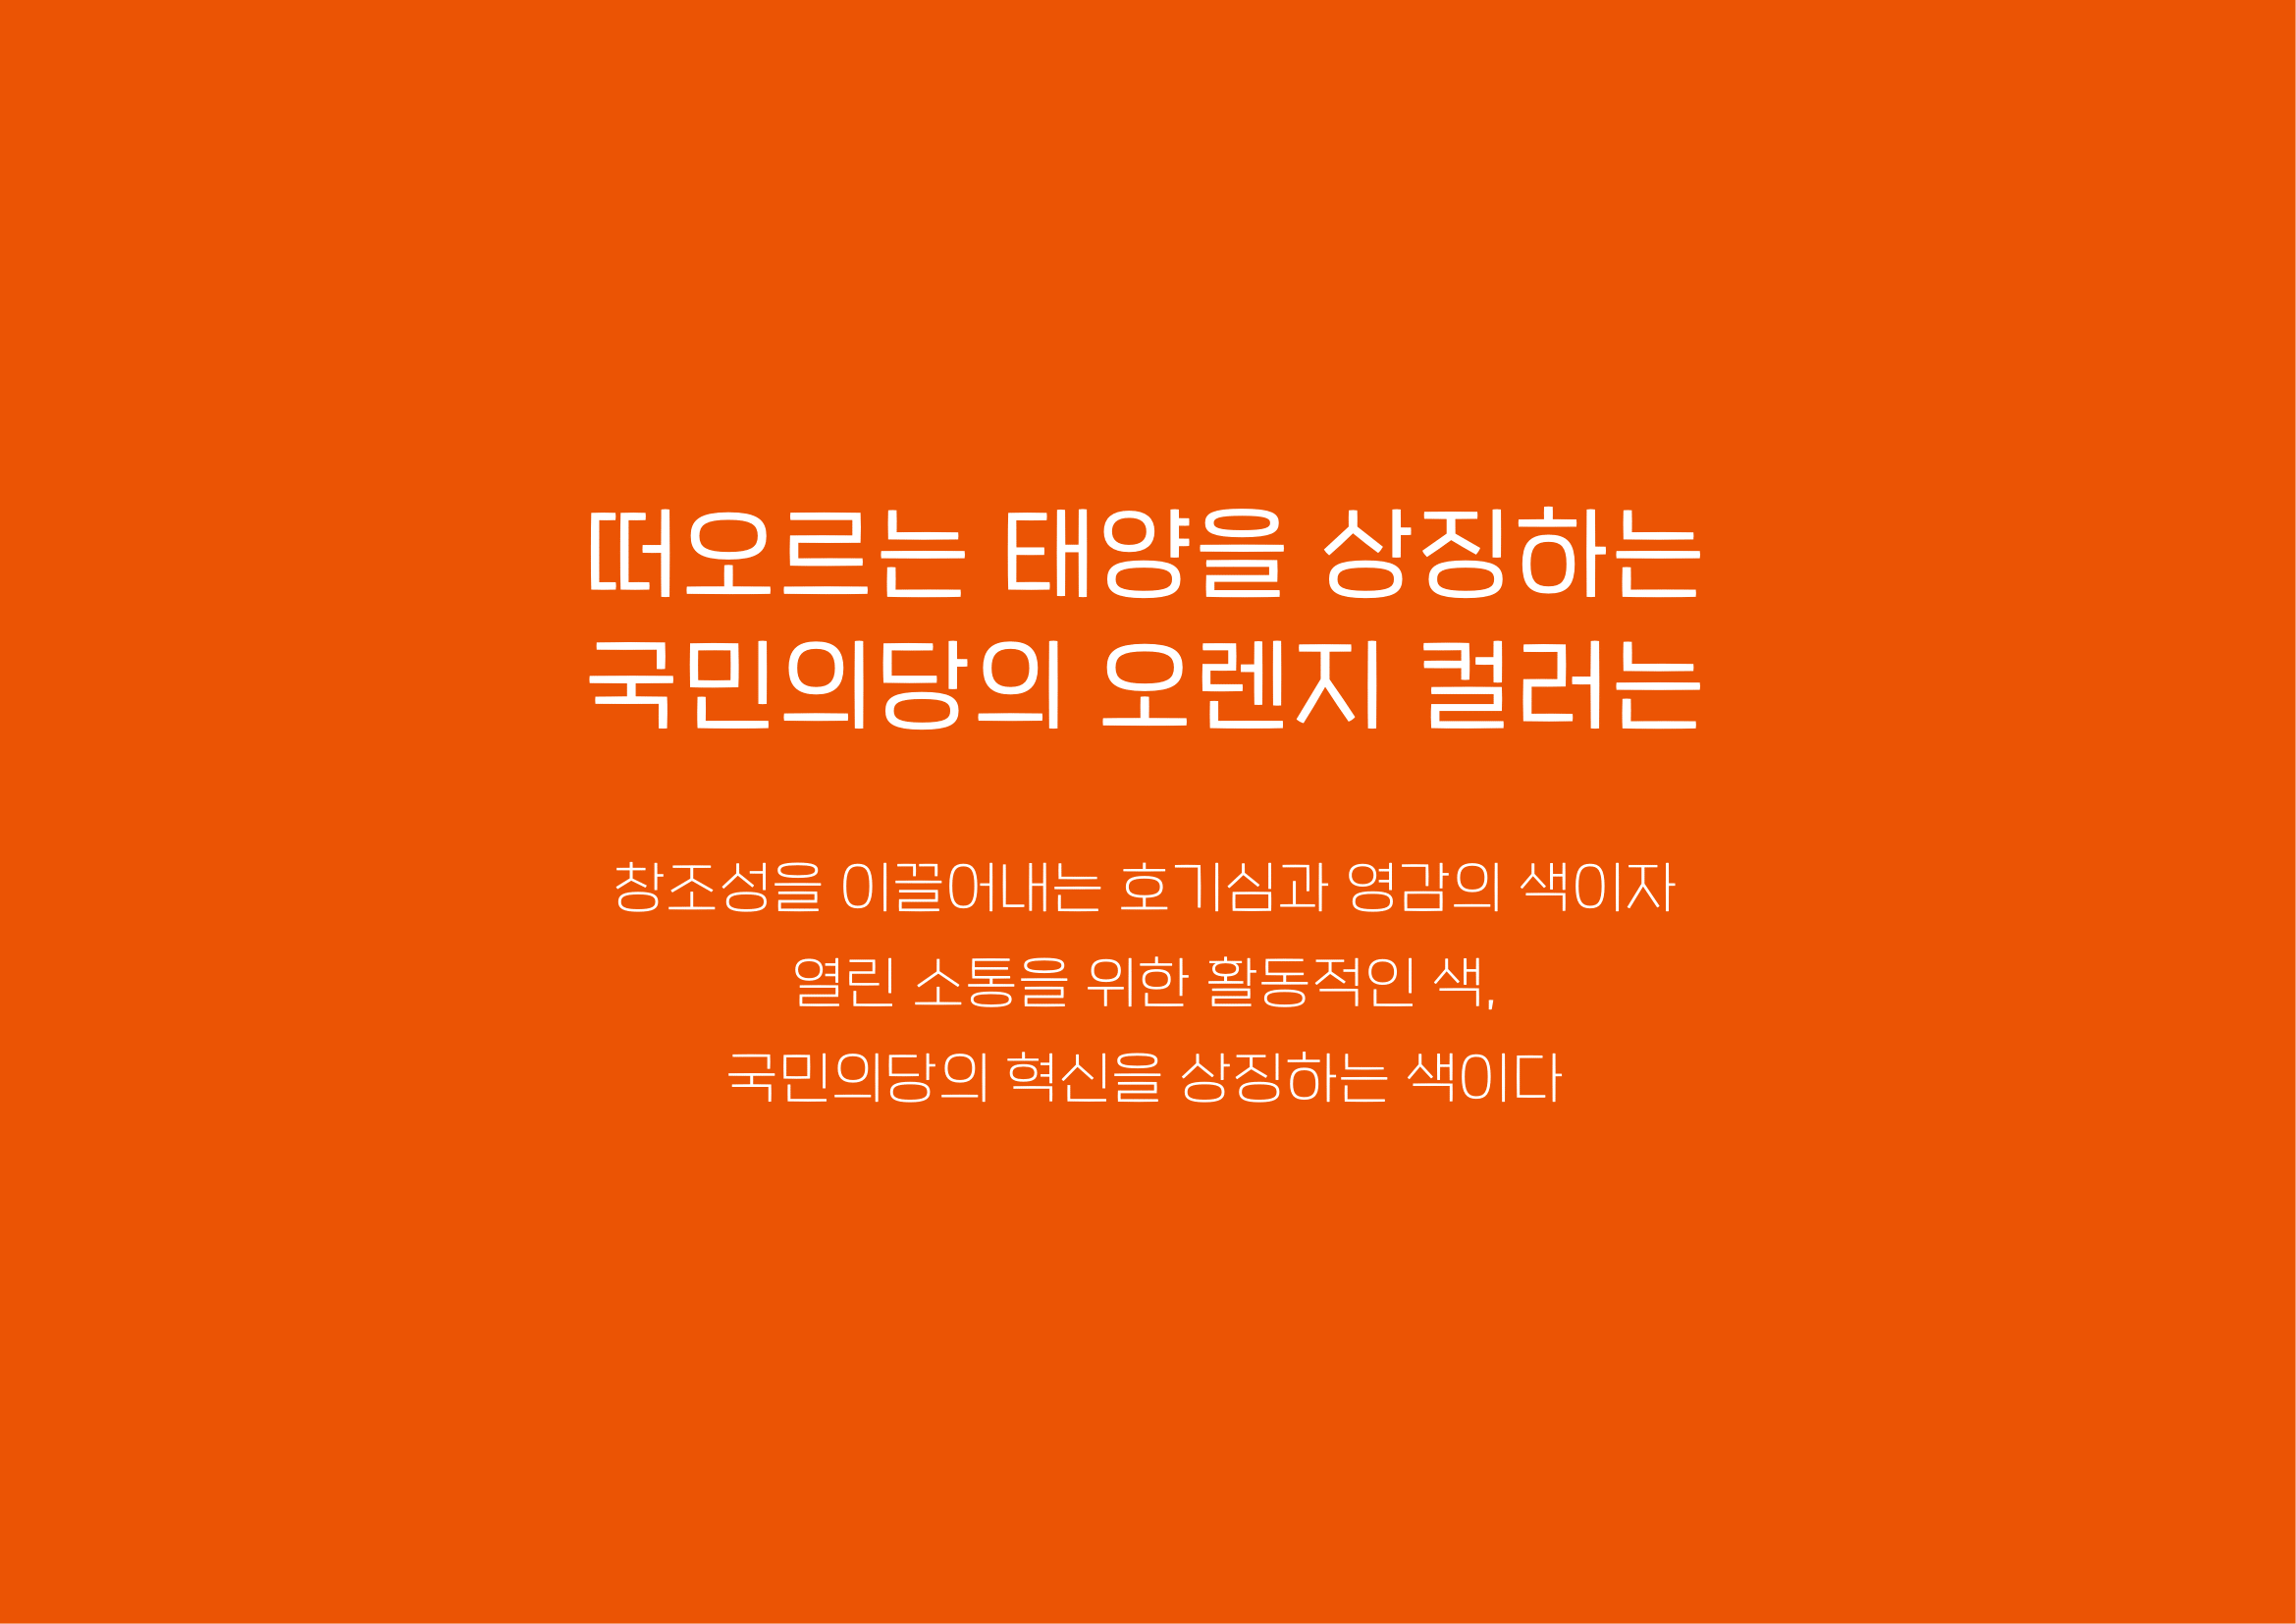 떠오르는 태양을 상징하는
국민의당의 오렌지 컬러는
창조성을 이끌어내는 호기심과 영감의 색이자
열린 소통을 위한 활동적인 색,
국민의당의 혁신을 상징하는 색이다